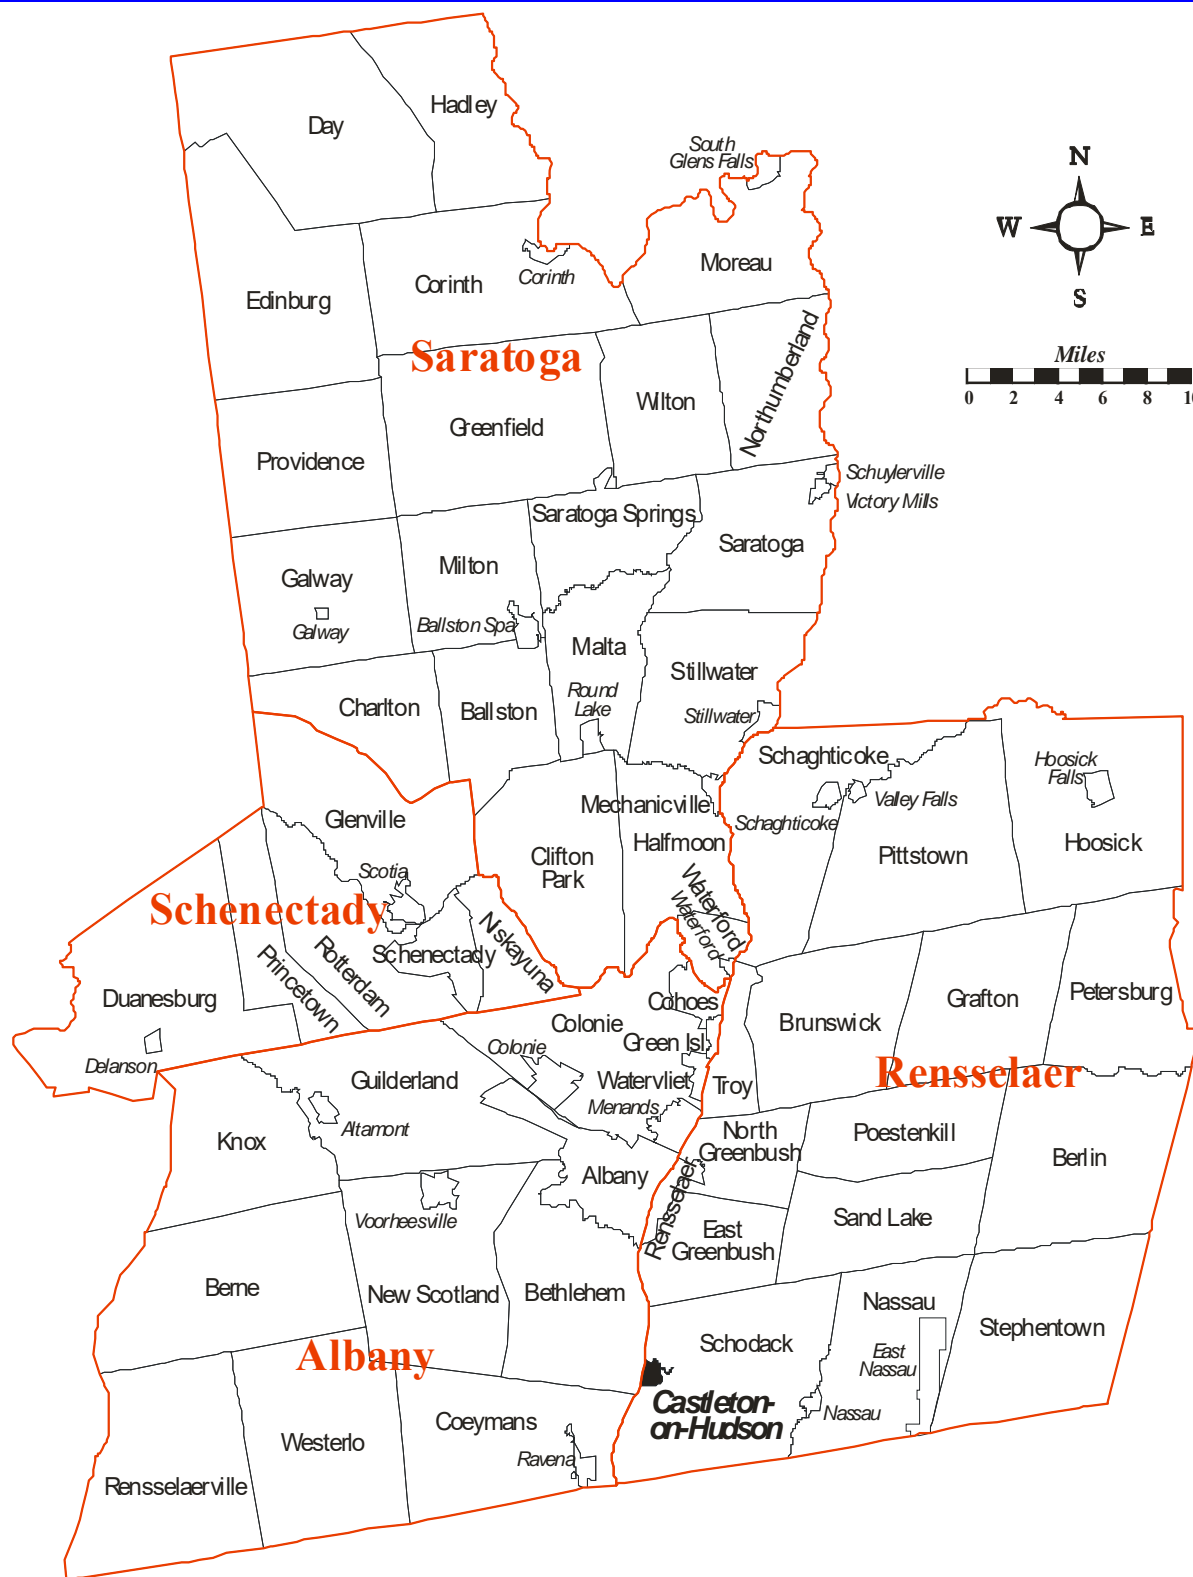 Hadley
Day
South
Glens Falls
N
W
E
S
Moreau
Corinth
Corinth
Edinburg
Saratoga
Northumberland
Miles
0 2 4 6 8
Wilton
Greenfield
Providence
Schuylerville
Victory Mills
Saratoga Springs
Saratoga
Milton
Galway
Galway
Ballston Spa
Malta
Stillwater
Round
Lake
Charlton
Ballston
Stillwater
Schaghticoke
Hoosick
Falls
Valley Falls
Mechanicville
Schaghticoke
Glenville
Halfmoon
Hoosick
Clifton
Park
Pittstown
Scotia
Waterford
Waterford
Schenectady
Schenectady
Niskayuna
Rotterdam
Princetown
Duanesburg
Cohoes
Grafton
Petersburg
Brunswick
Colonie
Green Isl.
Colonie
Delanson
Guilderland
Watervliet
Troy
Rensselaer
Menands
Altamont
Knox
North
Greenbush
Poestenkill
Berlin
Albany
Rensselaer
Voorheesville
Sand Lake
East
Greenbush
Berne
New Scotland
Bethlehem
Nassau
Stephentown
Schodack
East
Nassau
Albany
Castleton-
on-Hudson
Nassau
Coeymans
Westerlo
Ravena
Rensselaerville